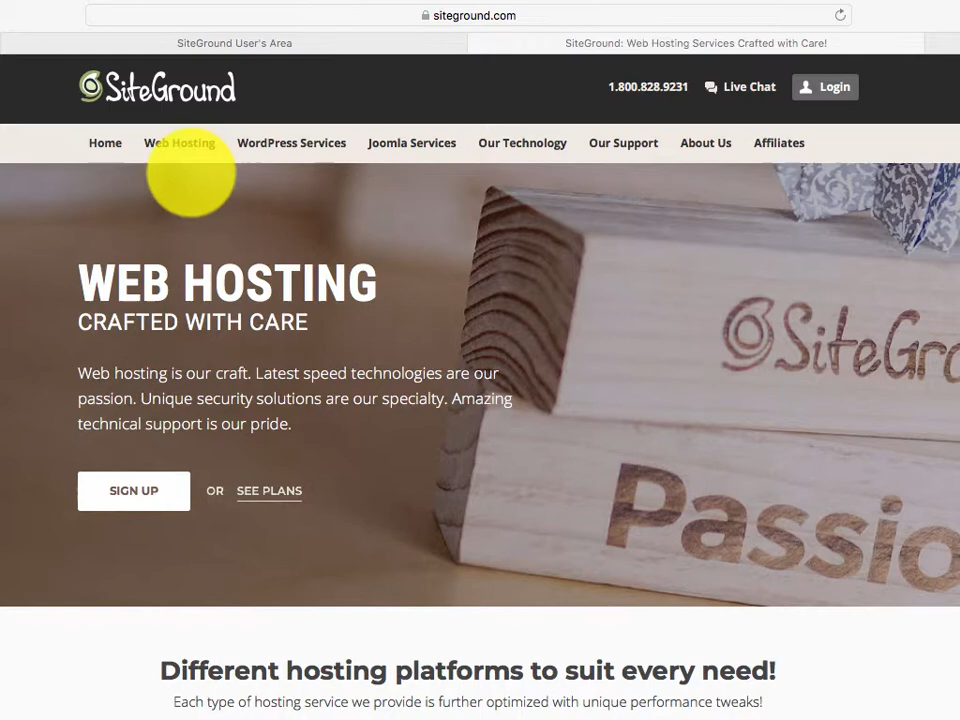 siteground.com
SiteGround User's Area
SiteGround: Web Hosting Services Crafted with Care!
SiteGround
1.800.828.9231 Live Chat Login
Home Web Hosting WordPress Services Joomla Services Our Technology Our Support About Us Affiliates
WEB HOSTING
CRAFTED WITH CARE
Web hosting is our craft. Latest speed technologies are our
passion. Unique security solutions are our specialty. Amazing
technical support is our pride.
SIGN UP OR SEE PLANS
SiteGro
Passio
Different hosting platforms to suit every need!
Each type of hosting service we provide is further optimized with unique performance tweaks!